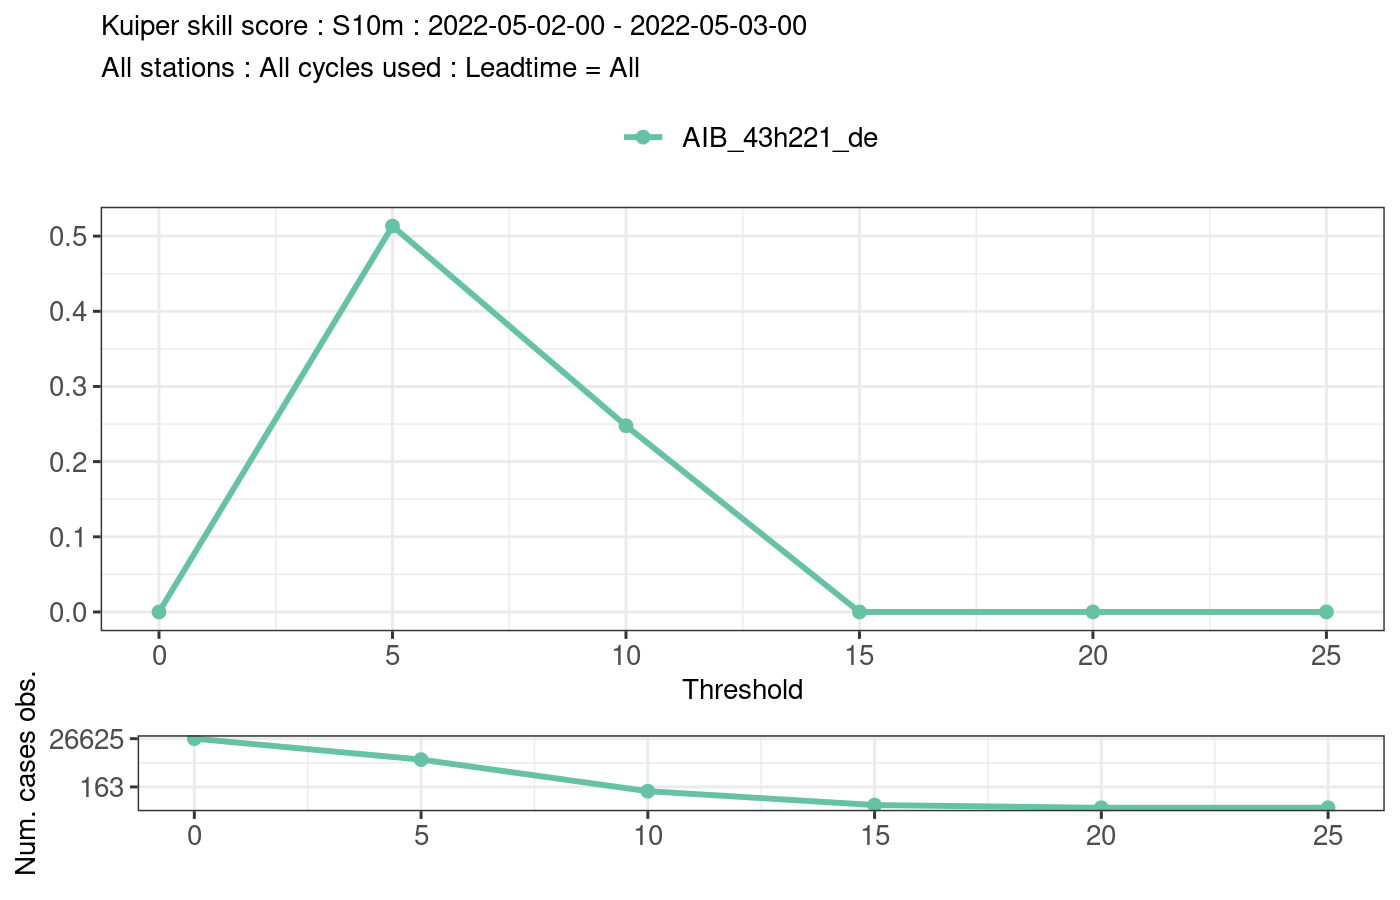 Kuiper skill score : S10m : 2022-05-02-00 - 2022-05-03-00
All stations : All cycles used : Leadtime = All
AIB_43h221_de
0.5
0.4
0.3
0.2
0.1
0.0
0 5 10 15 20 25
Threshold
Num. cases obs.
26625
163
0 5 10 15 20 25